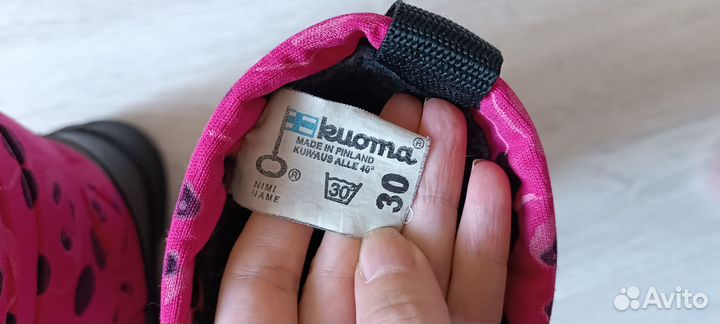 kuoma®
MADE IN FINLAND
KUIVAUS ALLE 40°
®
30
30
NIMI
NAME
Avito